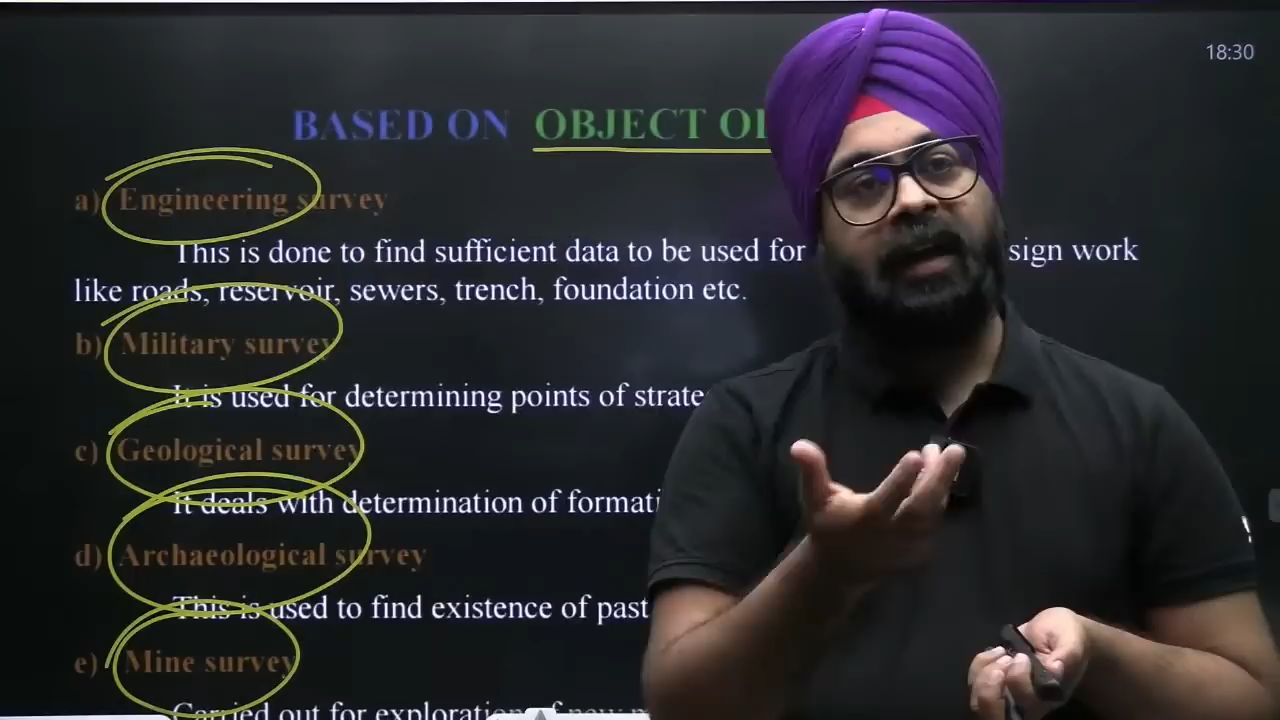 18:30
BASED ON OBJECT
a) Engineering survey
This is done to find sufficient data to be used for sign work
like roads, reservoir, sewers, trench, foundation etc.
b) Military survey
It is used for determining points of strate
c) Geological survey
It deals with determination of formati
d) Archaeological survey
This is used to find existence of past
e) Mine survey
Carried out for exploration of new